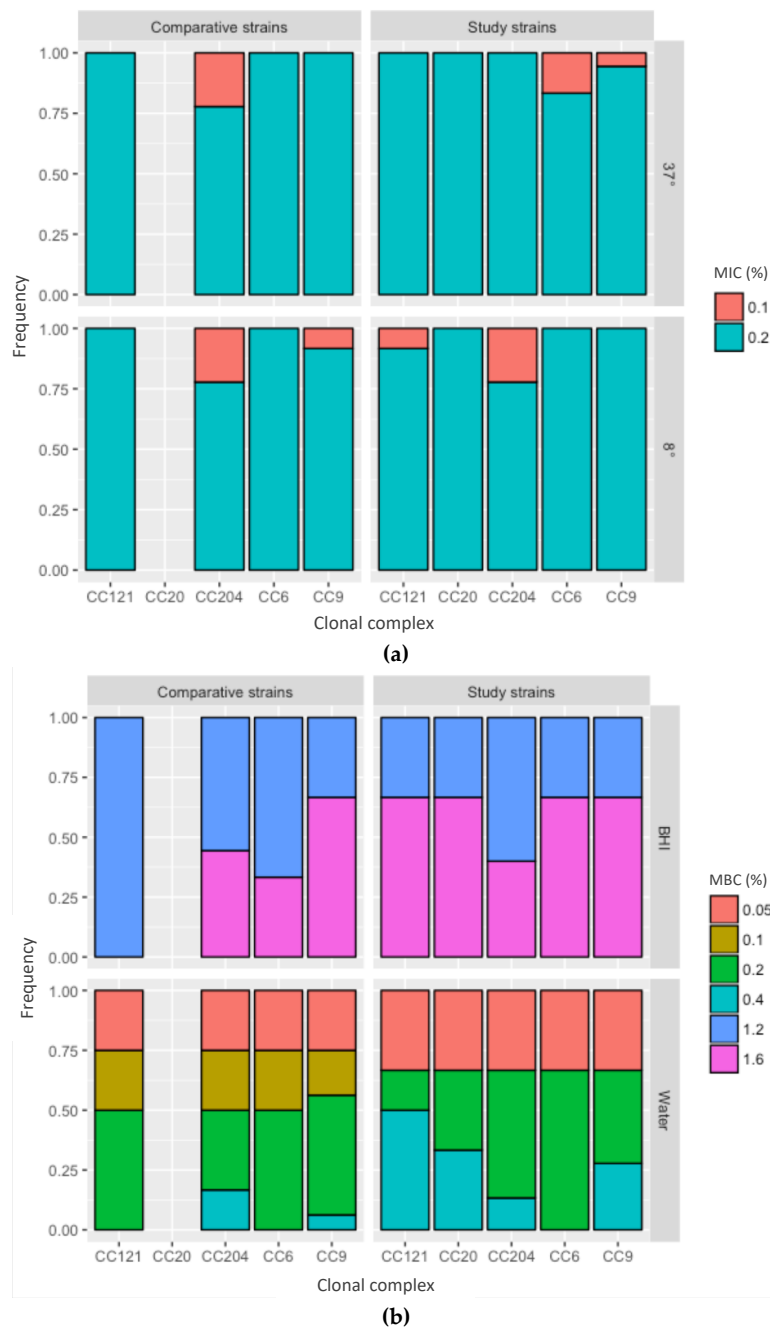 Comparative strains
Study strains
1.00
0.75
0.50
0.25
0.00
37°
1.00
0.75
0.50
0.25
0.00
8°
Frequency
MIC (%)
0.1
0.2
CC121 CC20 CC204 CC6 CC9 CC121 CC20 CC204 CC6 CC9
Clonal complex
(a)
Comparative strains
Study strains
1.00
0.75
0.50
0.25
0.00
BHI
1.00
0.75
0.50
0.25
0.00
Water
Frequency
MBC (%)
0.05
0.1
0.2
0.4
1.2
1.6
CC121 CC20 CC204 CC6 CC9 CC121 CC20 CC204 CC6 CC9
Clonal complex
(b)